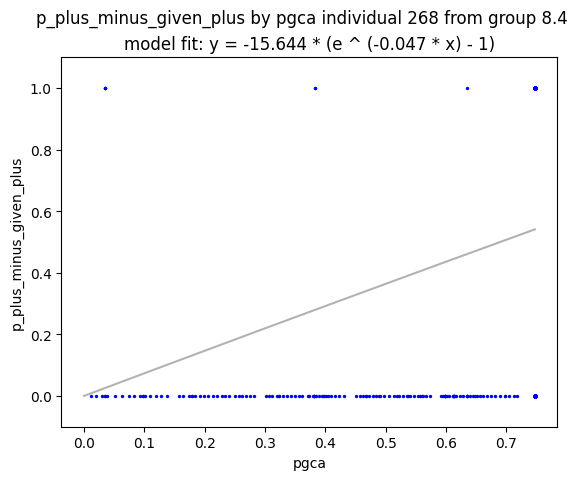 p_plus_minus_given_plus by pgca individual 268 from group 8.4
model fit: y = -15.644 * (e ^ (-0.047 * x) - 1)
1.0
0.8
0.6
0.4
0.2
0.0
p_plus_minus_given_plus
0.0 0.1 0.2 0.3 0.4 0.5 0.6 0.7
pgca